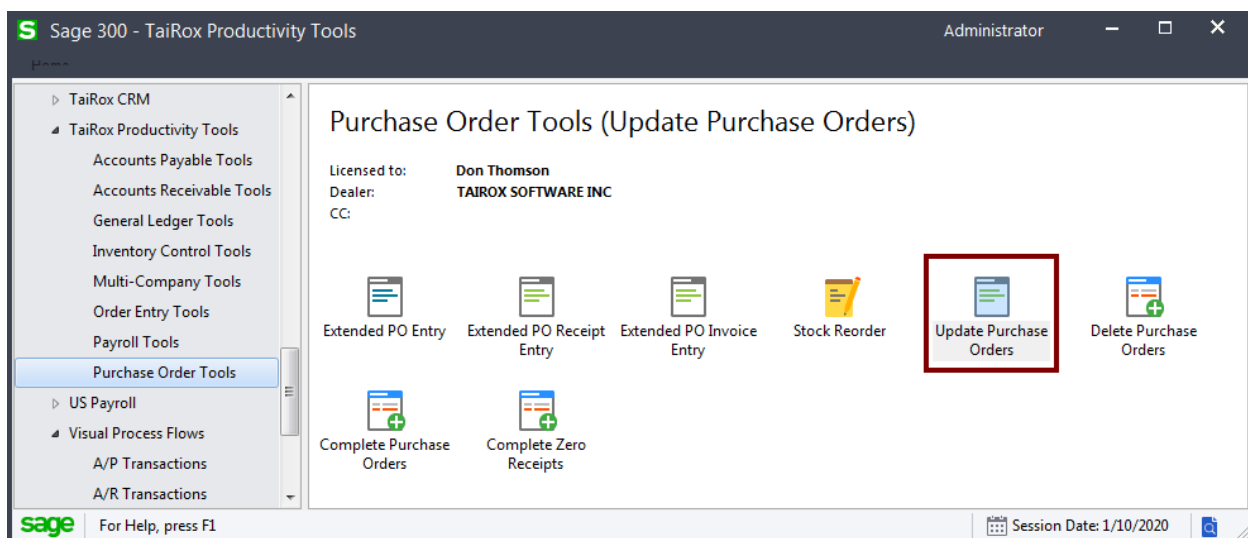 S Sage 300 - TaiRox Productivity Tools
Administrator
Home
TaiRox CRM
TaiRox Productivity Tools
Accounts Payable Tools
Accounts Receivable Tools
General Ledger Tools
Inventory Control Tools
Multi-Company Tools
Order Entry Tools
Payroll Tools
Purchase Order Tools
US Payroll
Visual Process Flows
A/P Transactions
A/R Transactions
Purchase Order Tools (Update Purchase Orders)
Licensed to: Don Thomson
Dealer: TAIROX SOFTWARE INC
CC:
Extended PO Entry
Extended PO Receipt
Entry
Extended PO Invoice
Entry
Stock Reorder
Update Purchase
Orders
Delete Purchase
Orders
Complete Purchase
Orders
Complete Zero
Receipts
sage For Help, press F1
Session Date: 1/10/2020